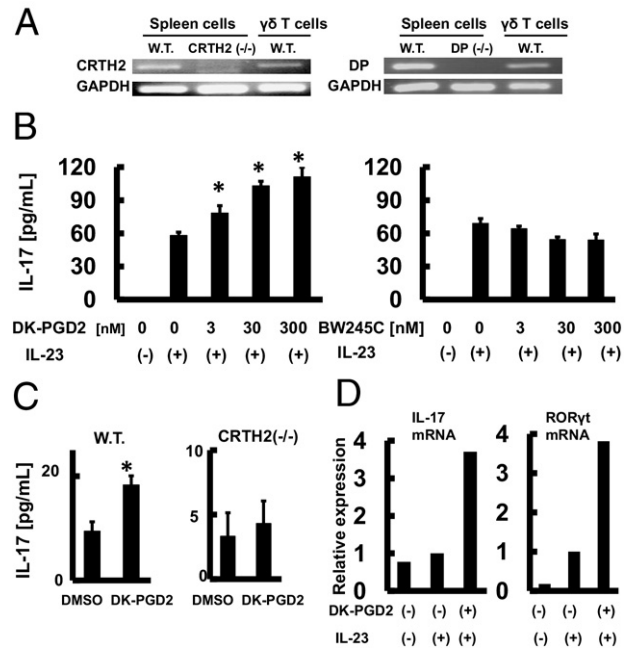 A
Spleen cells γδ T cells
W.T. CRTH2 (-/-) W.T.
CRTH2
GAPDH
Spleen cells γδ T cells
W.T. DP (-/-) W.T.
DP
GAPDH
B
IL-17 [pg/mL]
120
90
60
30
0
DK-PGD2 [nM] 0 0 3 30 300
IL-23 (-) (+) (+) (+) (+)
* * *
120
90
60
30
0
BW245C [nM] 0 0 3 30 300
IL-23 (-) (+) (+) (+) (+)
C
W.T.
IL-17 [pg/mL]
20
0
*
DMSO DK-PGD2
CRTH2(-/-)
10
5
0
DMSO DK-PGD2
D
IL-17
mRNA
Relative expression
4
3
2
1
0
RORγt
mRNA
4
3
2
1
0
DK-PGD2 (-) (-) (+) (-) (-) (+)
IL-23 (-) (+) (+) (-) (+) (+)